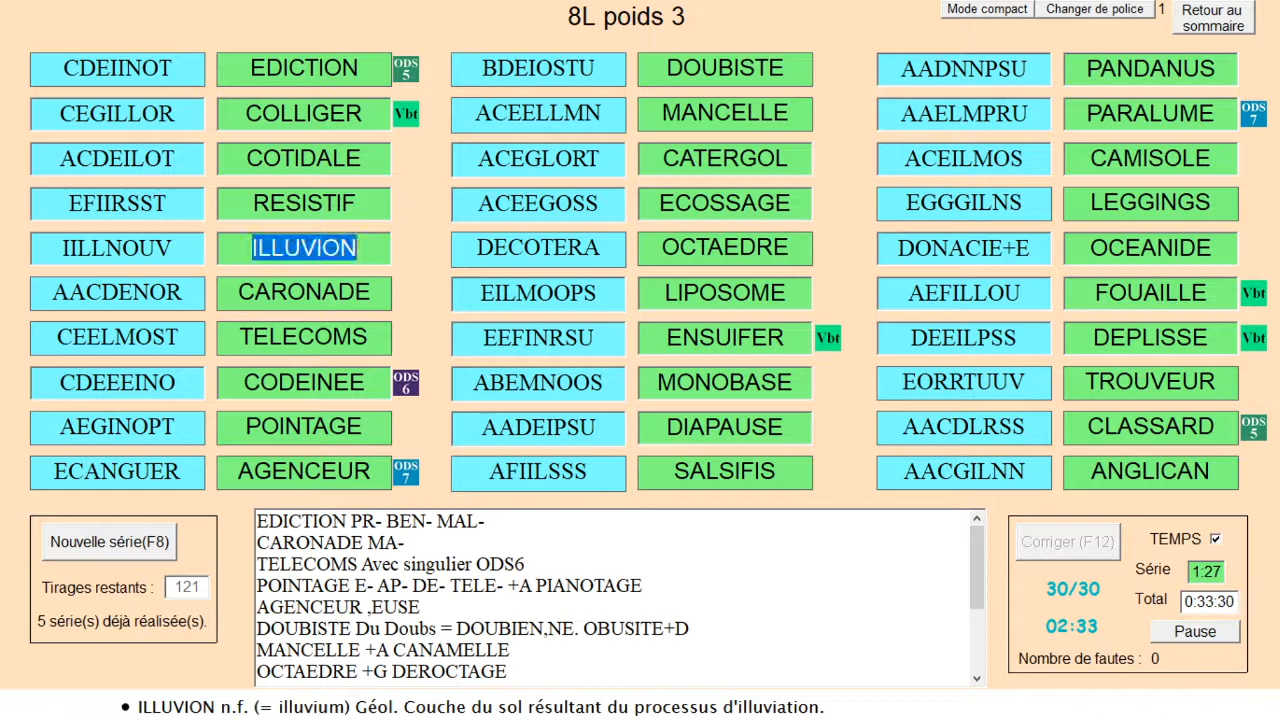 8L poids 3
Mode compact
Changer de police
1
Retour au
sommaire
CDEIINOT EDICTION ODS 5 BDEIOSTU DOUBISTE AADNNPSU PANDANUS
CEGILLOR COLLIGER Vbt ACEELLMN MANCELLE AAELMPRU PARALUME ODS 7
ACDEILOT COTIDALE ACEGLORT CATERGOL ACEILMOS CAMISOLE
EFIIRSST RESISTIF ACEEGOSS ECOSSAGE EGGGILNS LEGGINGS
IILLNOUV ILLUVION DECOTERA OCTAEDRE DONACIE+E OCEANIDE
AACDENOR CARONADE EILMOOPS LIPOSOME AEFILLOU FOUAILLE Vbt
CEELMOST TELECOMS EEFINRSU ENSUIFER Vbt DEEILPSS DEPLISSE Vbt
CDEEEINO CODEINEE ODS 6 ABEMNOOS MONOBASE EORRTUUV TROUVEUR
AEGINOPT POINTAGE AADEIPSU DIAPAUSE AACDLRSS CLASSARD ODS 5
ECANGUER AGENCEUR ODS 7 AFIILSSS SALSIFIS AACGILNN ANGLICAN
Nouvelle série(F8)
Tirages restants : 121
5 série(s) déjà réalisée(s).
EDICTION PR- BEN- MAL-
CARONADE MA-
TELECOMS Avec singulier ODS6
POINTAGE E- AP- DE- TELE- +A PIANOTAGE
AGENCEUR ,EUSE
DOUBISTE Du Doubs = DOUBIEN,NE. OBUSITE+D
MANCELLE +A CANAMELLE
OCTAEDRE +G DEROCTAGE
Corriger (F12)
TEMPS
Série 1:27
30/30
Total 0:33:30
02:33
Pause
Nombre de fautes : 0
• ILLUVION n.f. (= illuvium) Géol. Couche du sol résultant du processus d'illuviation.